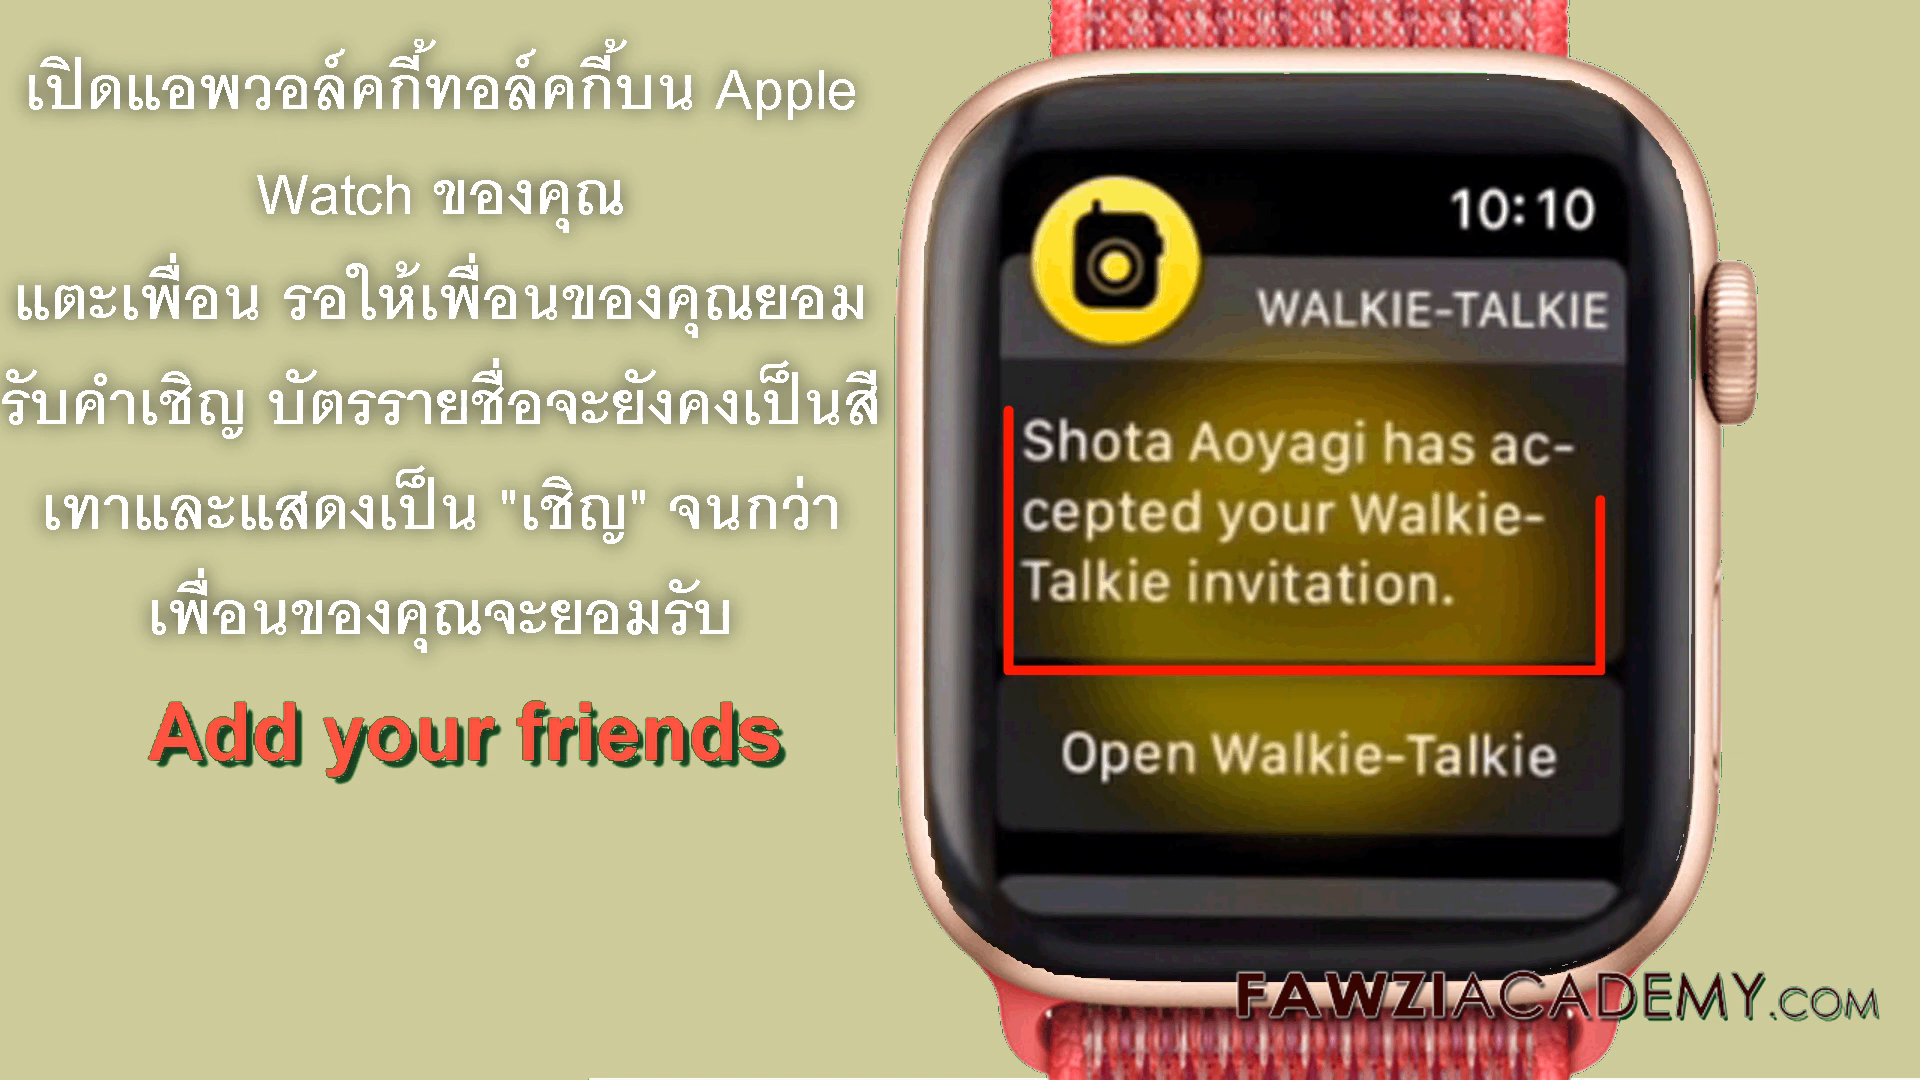 เปิดแอพวอล์คกี้ทอล์คกี้บน Apple
Watch ของคุณ
แตะเพื่อน รอให้เพื่อนของคุณยอม
รับคำเชิญ บัตรรายชื่อจะยังคงเป็นสี
เทาและแสดงเป็น "เชิญ" จนกว่า
เพื่อนของคุณจะยอมรับ
Add your friends
10:10
WALKIE-TALKIE
Shota Aoyagi has ac-
cepted your Walkie-
Talkie invitation.
Open Walkie-Talkie
FAWZIACADEMY.COM